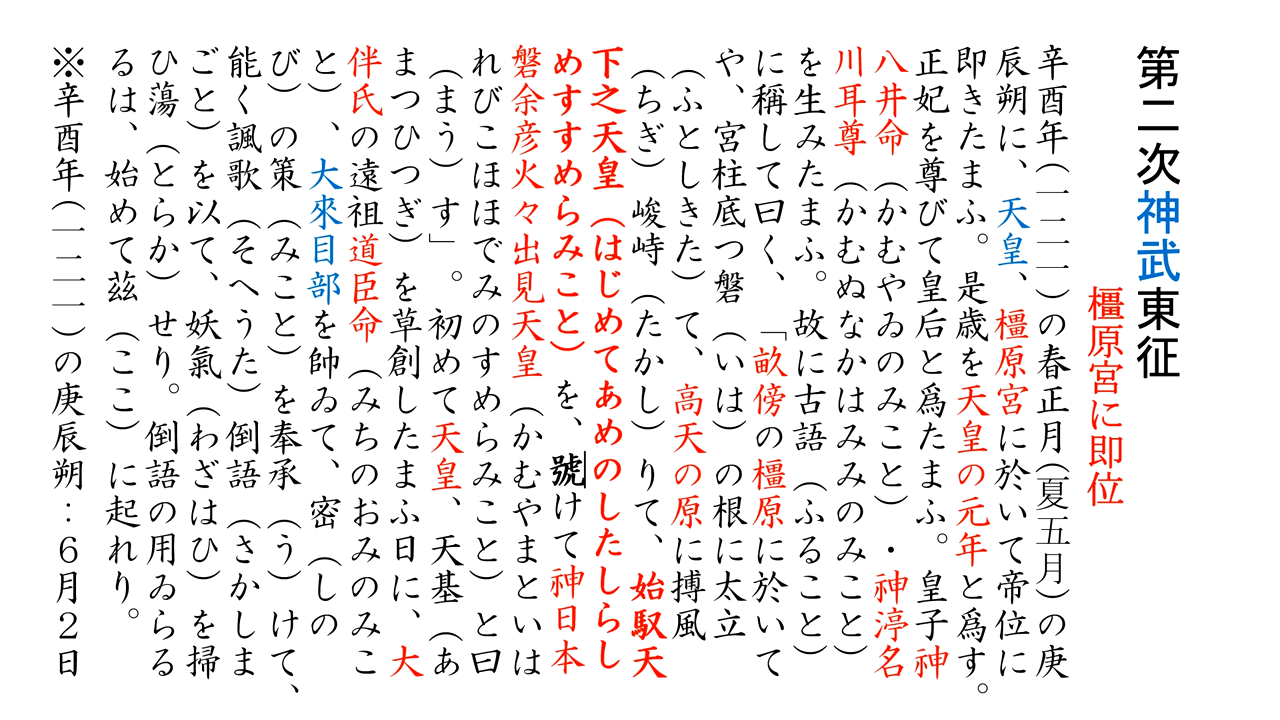 第二次神武東征
橿原宮に即位
辛酉年(一二一一)の春正月(夏五月)の庚
辰朔に、天皇、橿原宮に於いて帝位に
即きたまふ。是歳を天皇の元年と爲す。
正妃を尊びて皇后と爲たまふ。皇子神
八井命(かむやゐのみこと)・神渟名
川耳尊(かむぬなかはみみのみこと)
を生みたまふ。故に古語(ふること)
に稱して曰く、「畝傍の橿原に於いて
や、宮柱底つ磐(いは)の根に太立
(ふとしきた)て、高天の原に搏風
(ちぎ)峻峙(たかし)りて、始馭天
下之天皇(はじめてあめのしたしらし
めすすめらみこと)を、號けて神日本
磐余彦火々出見天皇(かむやまといは
れびこほほでみのすめらみこと)と曰
(まう)す」。初めて天皇、天基(あ
まつひつぎ)を草創したまふ日に、大
伴氏の遠祖道臣命(みちのおみのみこ
と)、大來目部を帥ゐて、密(しの
び)の策(みこと)を奉承(う)けて、
能く諷歌(そへうた)倒語(さかしま
ごと)を以て、妖氣(わざはひ)を掃
ひ蕩(とらか)せり。倒語の用ゐらる
るは、始めて茲(ここ)に起れり。
※辛酉年(一二一一)の庚辰朔:6月2日